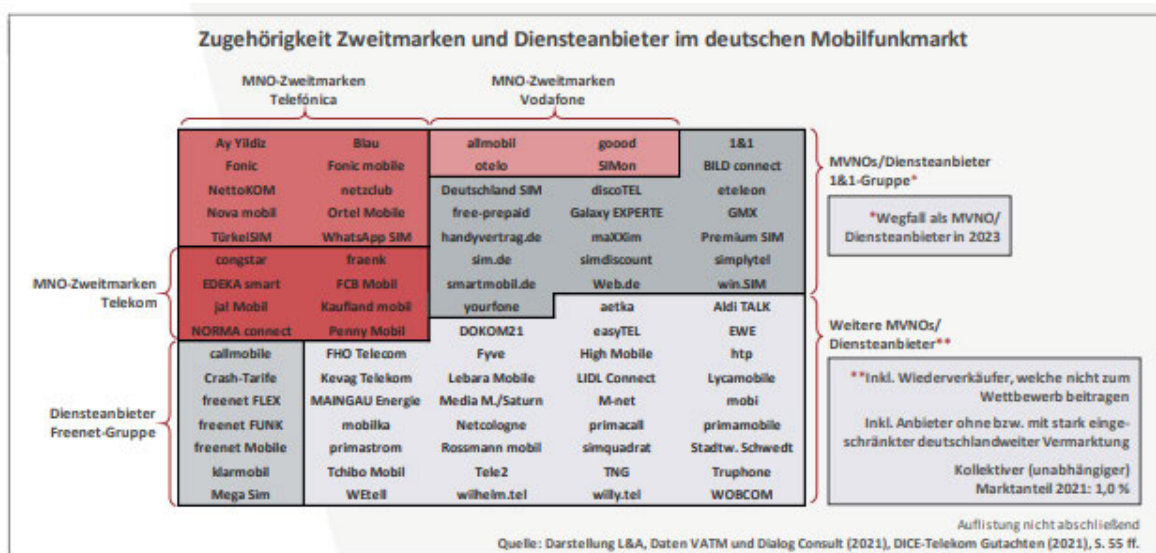 Zugehörigkeit Zweitmarken und Diensteanbieter im deutschen Mobilfunkmarkt
MNO-Zweitmarken
Telefónica
MNO-Zweitmarken
Vodafone
Ay Yildiz Blau allmobil goood 1&1
Fonic Fonic mobile otelo SIMon BILD connect
NettoKOM netzclub Deutschland SIM discoTEL eteleon
Nova mobil Ortel Mobile free-prepaid Galaxy EXPERTE GMX
TürkeiSIM WhatsApp SIM handyvertrag.de maXXim Premium SIM
congstar fraenk sim.de simdiscount simplytel
EDEKA smart FCB Mobil smartmobil.de Web.de win.SIM
ja! Mobil Kaufland mobil yourfone aetka Aldi TALK
NORMA connect Penny Mobil DOKOM21 easyTEL EWE
callmobile FHO Telecom Fyve High Mobile htp
Crash-Tarife Kevag Telekom Lebara Mobile LIDL Connect Lycamobile
freenet FLEX MAINGAU Energie Media M./Saturn M-net mobi
freenet FUNK mobilka Netcologne primacall primamobile
freenet Mobile primastrom Rossmann mobil simquadrat Stadtw. Schwedt
klarmobil Tchibo Mobil Tele2 TNG Truphone
Mega Sim WEtell wilhelm.tel willy.tel WOBCOM
MNO-Zweitmarken
Telekom
Diensteanbieter
Freenet-Gruppe
MVNOs/Diensteanbieter
1&1-Gruppe*
*Wegfall als MVNO/
Diensteanbieter in 2023
Weitere MVNOs/
Diensteanbieter**
**Inkl. Wiederverkäufer, welche nicht zum
Wettbewerb beitragen
Inkl. Anbieter ohne bzw. mit stark einge-
schränkter deutschlandweiter Vermarktung
Kollektiver (unabhängiger)
Marktanteil 2021: 1,0 %
Auflistung nicht abschließend
Quelle: Darstellung L&A, Daten VATM und Dialog Consult (2021), DICE-Telekom Gutachten (2021), S. 55 ff.